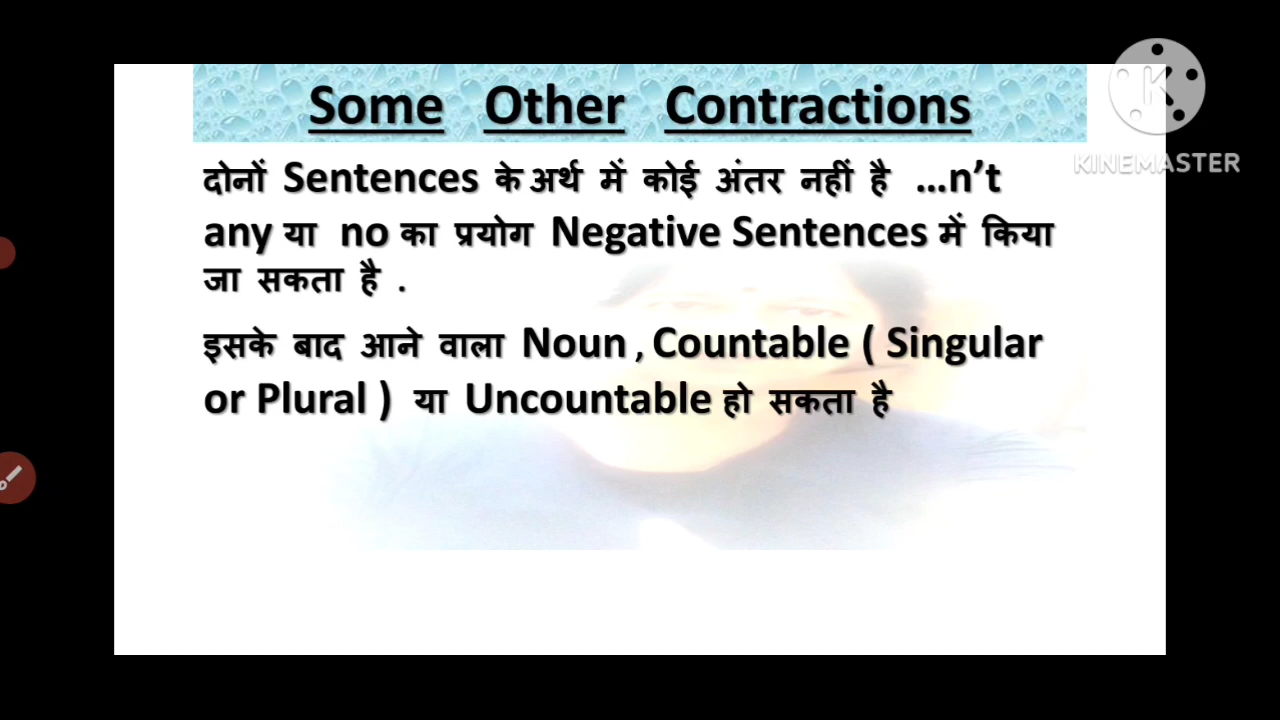 Some Other Contractions
KINEMASTER
दोनों Sentences के अर्थ में कोई अंतर नहीं है ...n’t
any या no का प्रयोग Negative Sentences में किया
जा सकता है .
इसके बाद आने वाला Noun , Countable ( Singular
or Plural ) या Uncountable हो सकता है